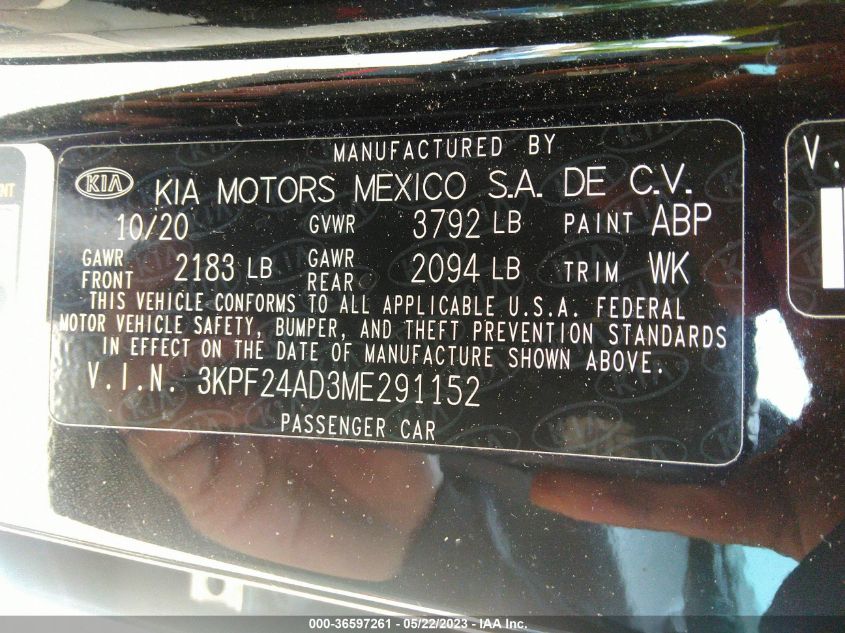 MANUFACTURED BY
KIA KIA MOTORS MEXICO S.A. DE C.V.
10/20 GVWR 3792 LB PAINT ABP
GAWR FRONT 2183 LB GAWR REAR 2094 LB TRIM WK
THIS VEHICLE CONFORMS TO ALL APPLICABLE U.S.A. FEDERAL
MOTOR VEHICLE SAFETY, BUMPER, AND THEFT PREVENTION STANDARDS
IN EFFECT ON THE DATE OF MANUFACTURE SHOWN ABOVE.
V.I.N. 3KPF24AD3ME291152
PASSENGER CAR
V.
000-36597261 - 05/22/2023 - IAA Inc.